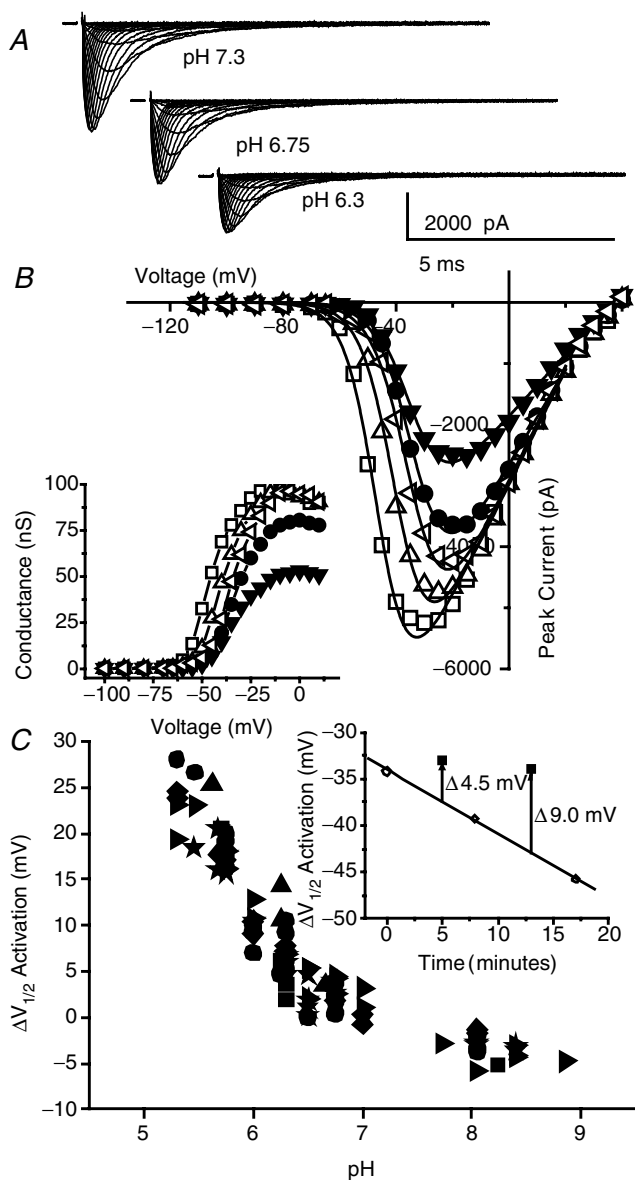 A
pH 7.3
pH 6.75
pH 6.3
2000 pA
5 ms
B
Voltage (mV)
−120
−80
−40
−2000
−4000
−6000
Peak Current (pA)
100
75
50
25
0
Conductance (nS)
−100
−75
−50
−25
0
Voltage (mV)
C
30
25
20
15
10
5
0
−5
−10
ΔV1/2 Activation (mV)
5
6
7
8
9
pH
−30
−35
−40
−45
−50
ΔV1/2 Activation (mV)
Δ4.5 mV
Δ9.0 mV
0
5
10
15
20
Time (minutes)